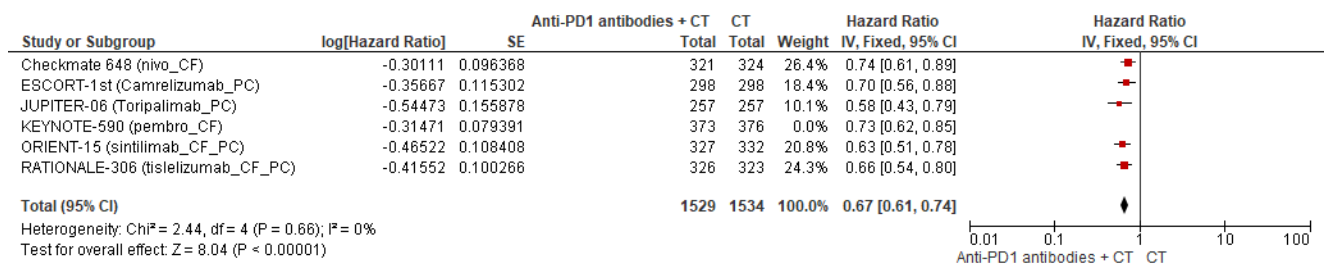 Anti-PD1 antibodies + CT CT Hazard Ratio Hazard Ratio
Study or Subgroup log[Hazard Ratio] SE Total Total Weight IV, Fixed, 95% CI IV, Fixed, 95% CI
Checkmate 648 (nivo_CF) -0.30111 0.096368 321 324 26.4% 0.74 [0.61, 0.89]
ESCORT-1st (Camrelizumab_PC) -0.35667 0.115302 298 298 18.4% 0.70 [0.56, 0.88]
JUPITER-06 (Toripalimab_PC) -0.54473 0.155878 257 257 10.1% 0.58 [0.43, 0.79]
KEYNOTE-590 (pembro_CF) -0.31471 0.079391 373 376 0.0% 0.73 [0.62, 0.85]
ORIENT-15 (sintilimab_CF_PC) -0.46522 0.108408 327 332 20.8% 0.63 [0.51, 0.78]
RATIONALE-306 (tislelizumab_CF_PC) -0.41552 0.100266 326 323 24.3% 0.66 [0.54, 0.80]
Total (95% CI) 1529 1534 100.0% 0.67 [0.61, 0.74]
Heterogeneity: Chi² = 2.44, df = 4 (P = 0.66); I² = 0%
Test for overall effect: Z = 8.04 (P < 0.00001)
0.01 0.1 1 10 100
Anti-PD1 antibodies + CT CT